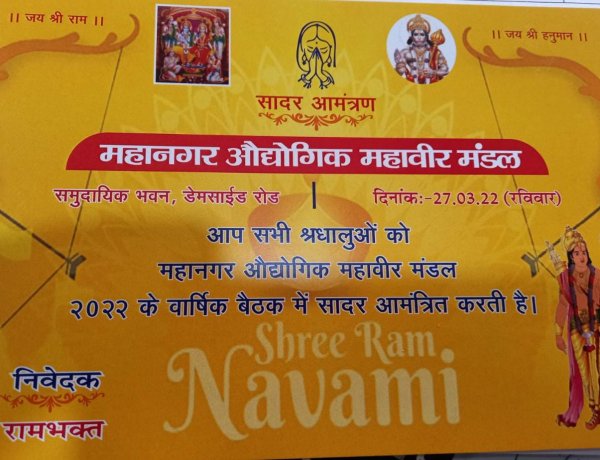 ।। जय श्री राम ।।
।। जय श्री हनुमान ।।
सादर आमंत्रण
महानगर औद्योगिक महावीर मंडल
समुदायिक भवन, डेमसाईड रोड
दिनांकः-27.03.22 (रविवार)
आप सभी श्रधालुओं को
महानगर औद्योगिक महावीर मंडल
२०२२ के वार्षिक बैठक में सादर आमंत्रित करती है।
Shree Ram
Navami
निवेदक
रामभक्त